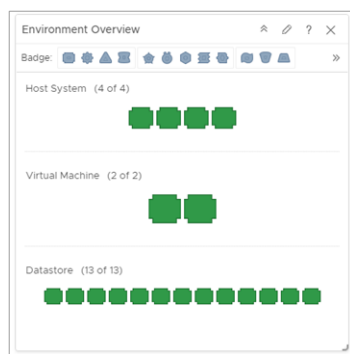 Environment Overview
Badge:
Host System (4 of 4)
Virtual Machine (2 of 2)
Datastore (13 of 13)